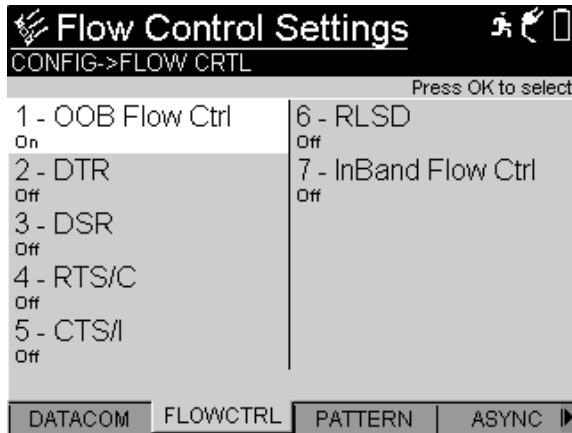 Flow Control Settings
CONFIG->FLOW CRTL
Press OK to select
1 - OOB Flow Ctrl
On
2 - DTR
Off
3 - DSR
Off
4 - RTS/C
Off
5 - CTS/I
Off
6 - RLSD
Off
7 - InBand Flow Ctrl
Off
DATACOM FLOWCTRL PATTERN ASYNC